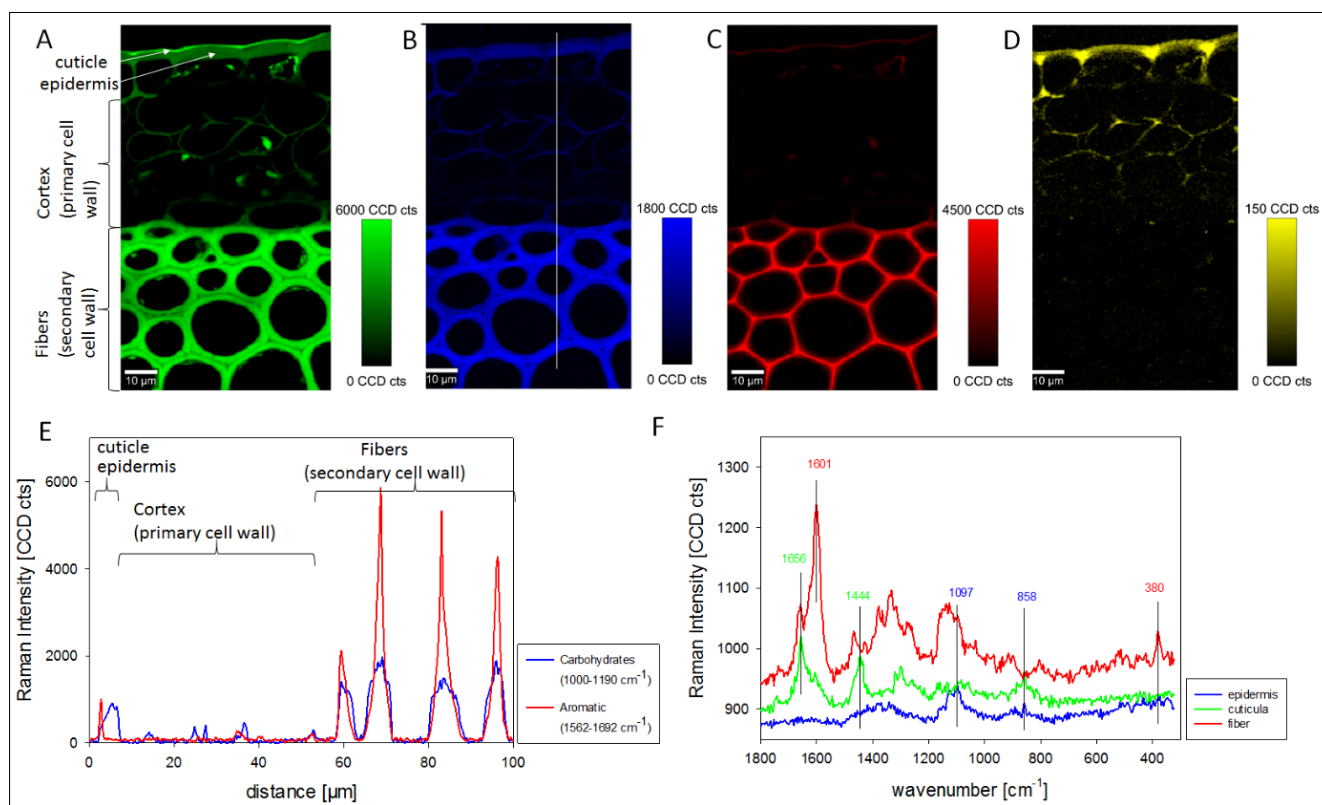 A
cuticle
epidermis
Cortex
(primary cell
wall)
Fibers
(secondary
cell wall)
10 µm
6000 CCD cts
0 CCD cts
B
10 µm
1800 CCD cts
0 CCD cts
C
10 µm
4500 CCD cts
0 CCD cts
D
10 µm
150 CCD cts
0 CCD cts
E
cuticle
epidermis
Fibers
(secondary cell wall)
Cortex
(primary cell wall)
Raman Intensity [CCD cts]
6000
4000
2000
0
0 20 40 60 80 100
distance [µm]
Carbohydrates
(1000-1190 cm-1)
Aromatic
(1562-1692 cm-1)
F
Raman Intensity [CCD cts]
1300
1200
1100
1000
900
1601
1656
1444
1097
858
380
1800 1600 1400 1200 1000 800 600 400
wavenumber [cm-1]
epidermis
cuticula
fiber